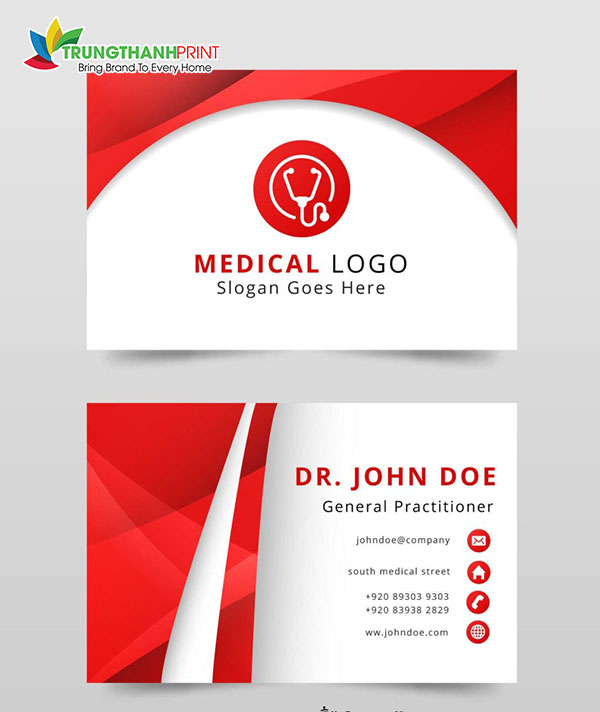 TRUNGTHANHPRINT
Bring Brand To Every Home
MEDICAL LOGO
Slogan Goes Here
DR. JOHN DOE
General Practitioner
johndoe@company
south medical street
+920 89303 9303
+920 83938 2829
ww.johndoe.com